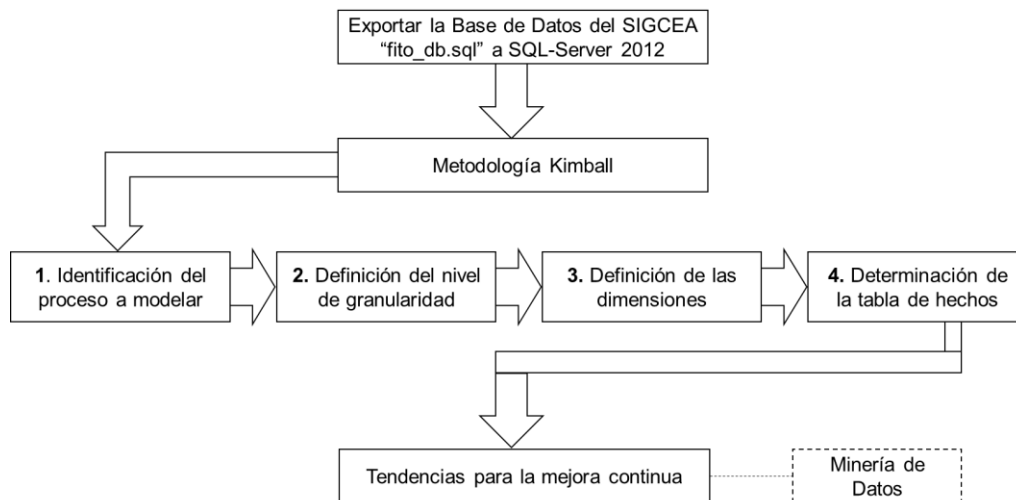 Exportar la Base de Datos del SIGCEA
“fito_db.sql” a SQL-Server 2012
Metodología Kimball
1. Identificación del
proceso a modelar
2. Definición del nivel
de granularidad
3. Definición de las
dimensiones
4. Determinación de
la tabla de hechos
Tendencias para la mejora continua
Minería de
Datos